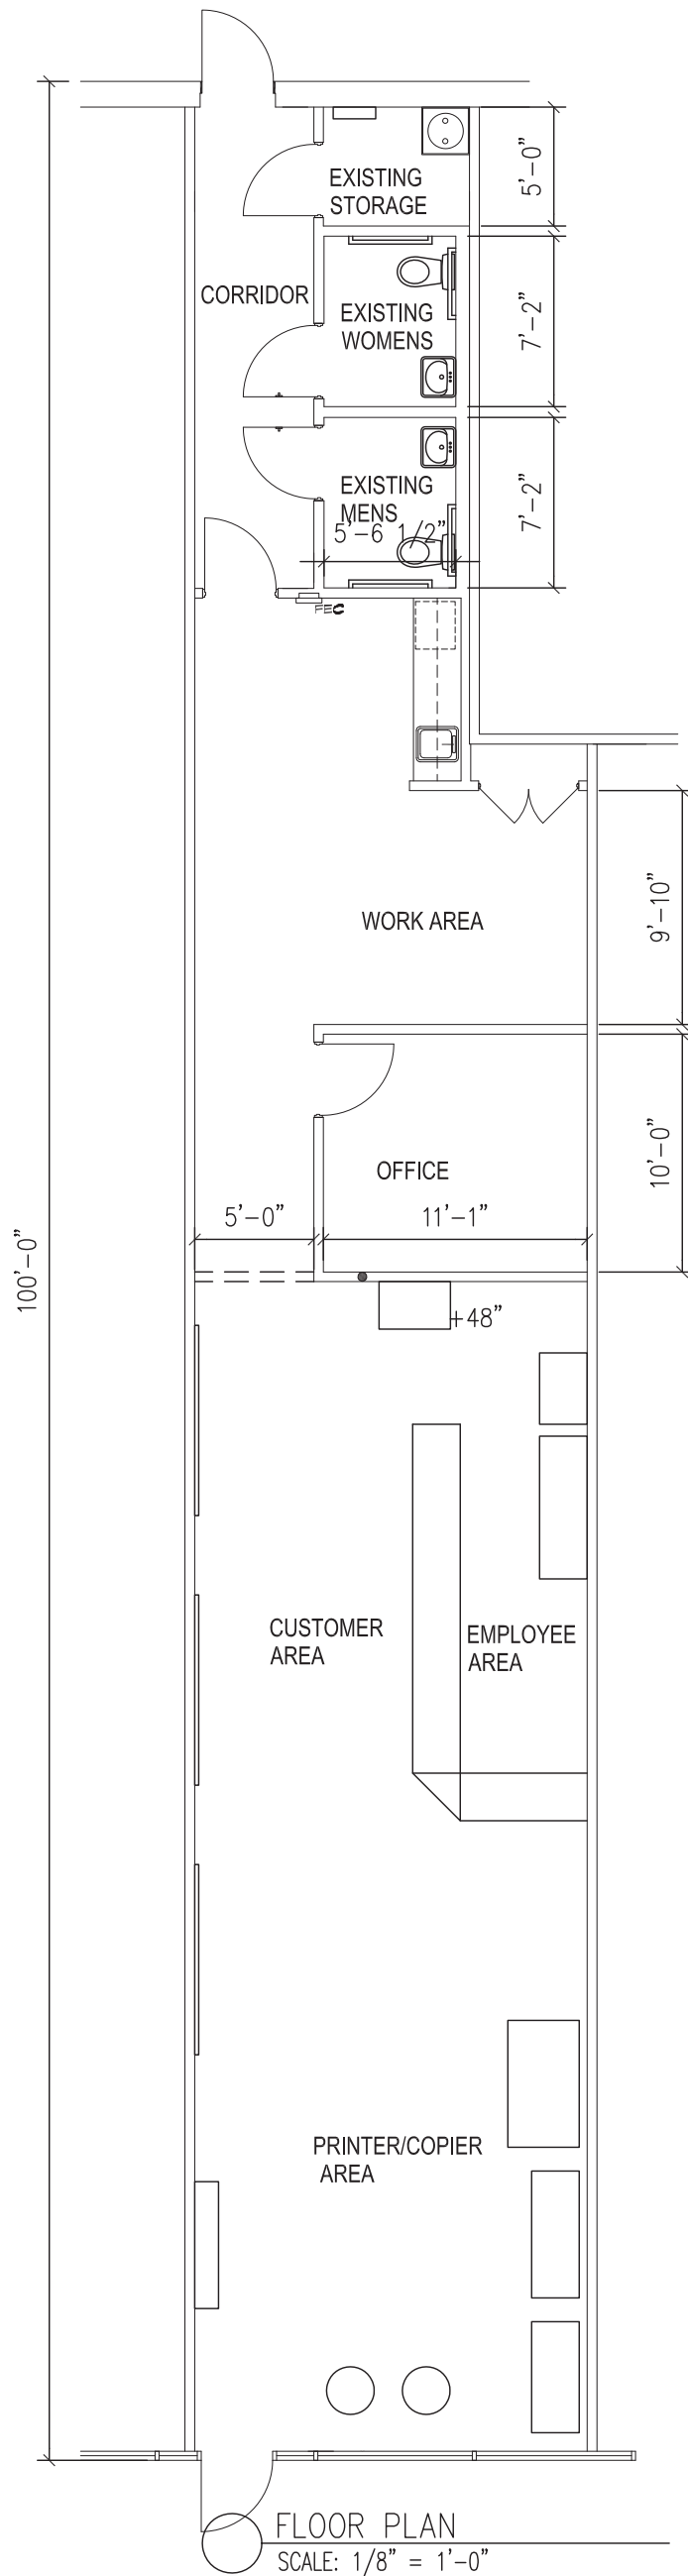 EXISTING
STORAGE
5'-0"
CORRIDOR
EXISTING
WOMENS
7'-2"
EXISTING
MENS
5'-6 1/2"
7'-2"
FEC
WORK AREA
9'-10"
OFFICE
10'-0"
5'-0"
11'-1"
100'-0"
+48"
CUSTOMER
AREA
EMPLOYEE
AREA
PRINTER/COPIER
AREA
FLOOR PLAN
SCALE: 1/8" = 1'-0"